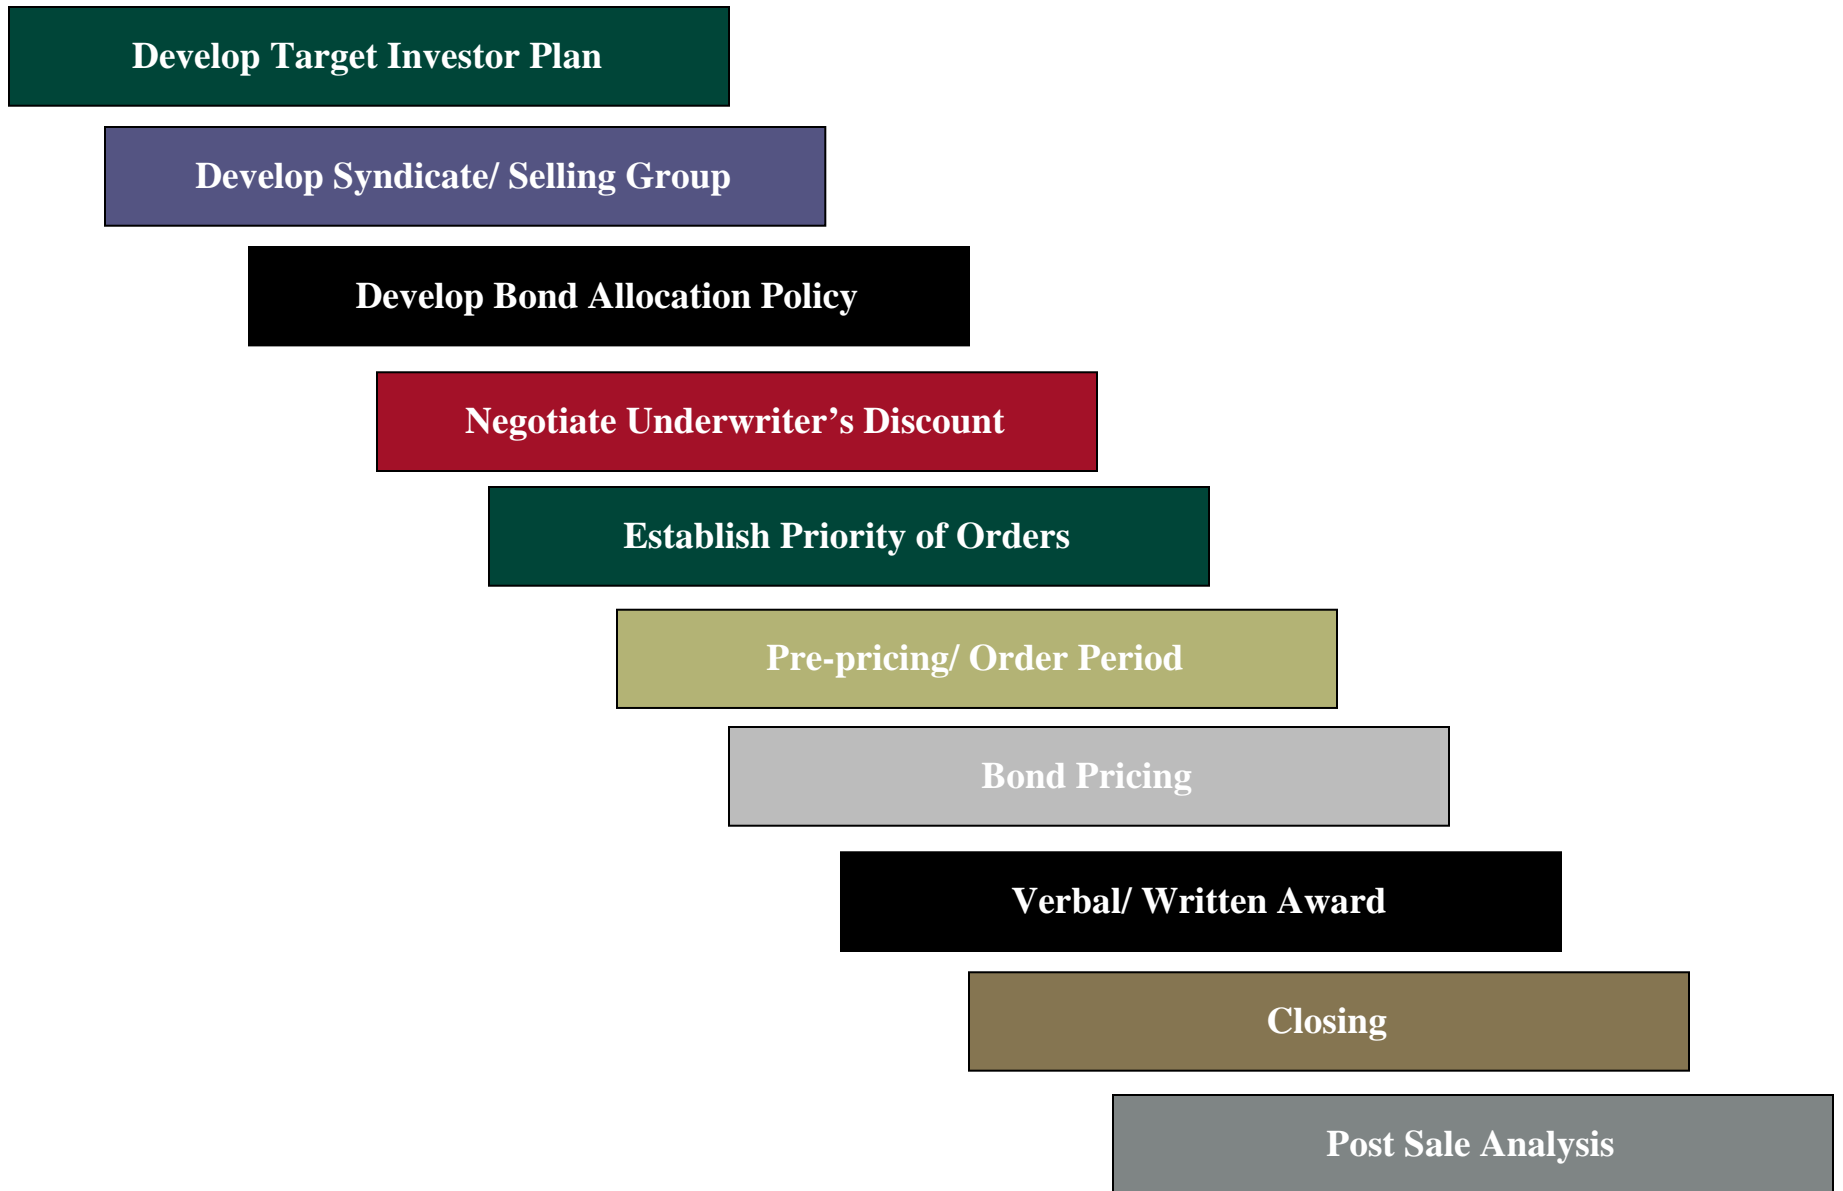 Develop Target Investor Plan
Develop Syndicate/ Selling Group
Develop Bond Allocation Policy
Negotiate Underwriter’s Discount
Establish Priority of Orders
Pre-pricing/ Order Period
Bond Pricing
Verbal/ Written Award
Closing
Post Sale Analysis